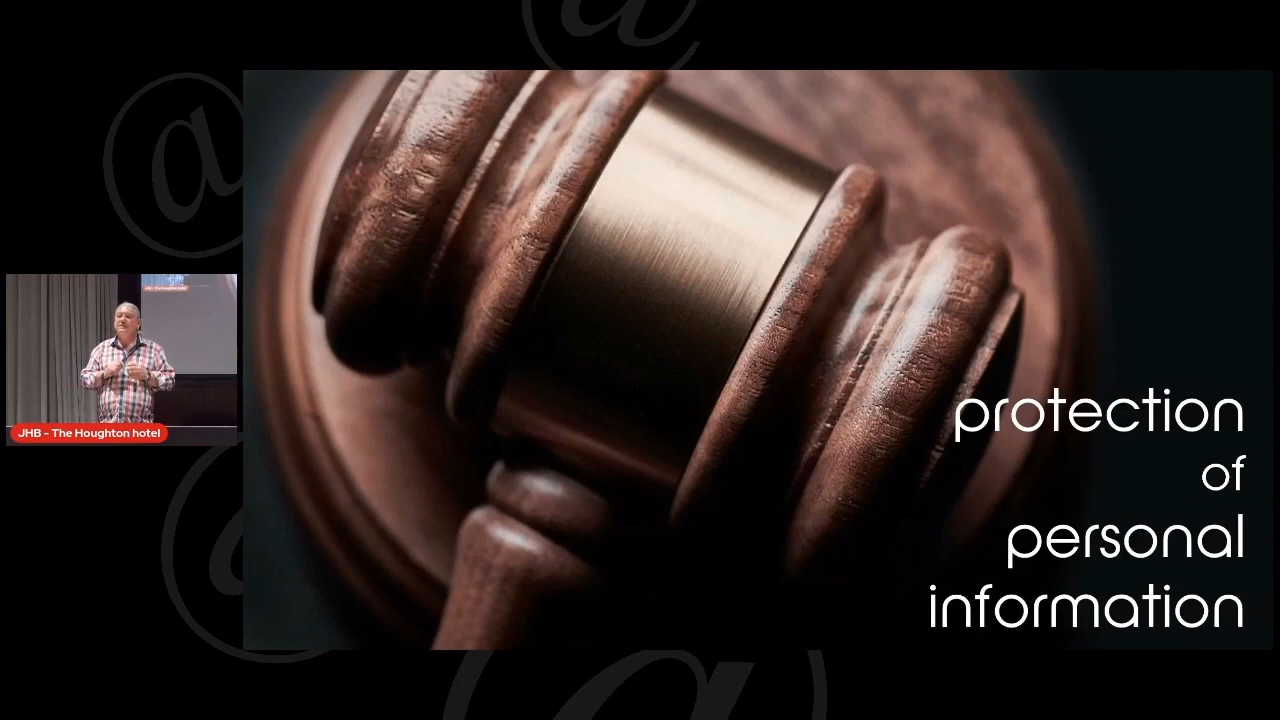 JHB - The Houghton hotel
protection
of
personal
information